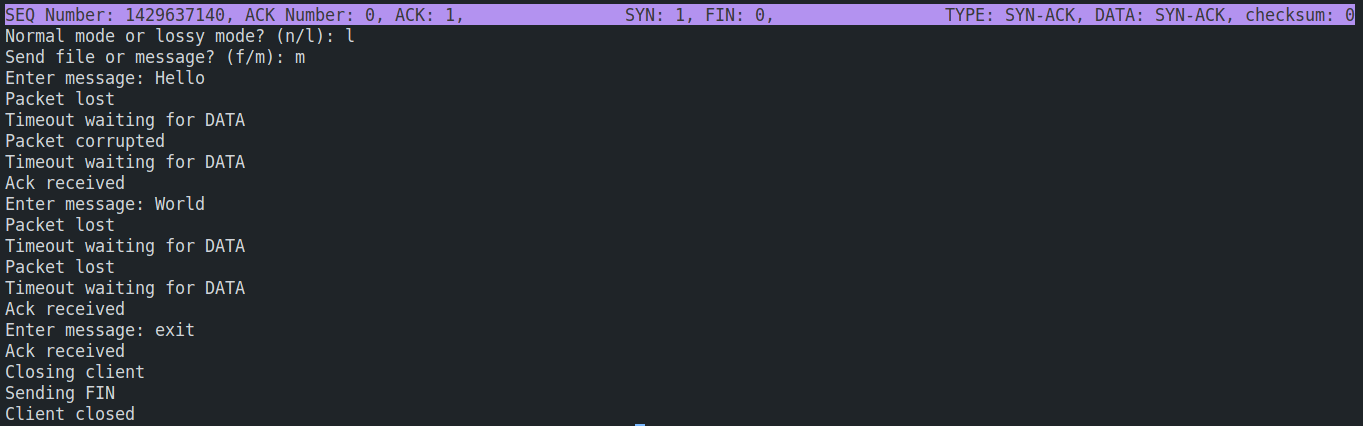 SEQ Number: 1429637140, ACK Number: 0, ACK: 1,                SYN: 1, FIN: 0,                 TYPE: SYN-ACK, DATA: SYN-ACK, checksum: 0
Normal mode or lossy mode? (n/l): l
Send file or message? (f/m): m
Enter message: Hello
Packet lost
Timeout waiting for DATA
Packet corrupted
Timeout waiting for DATA
Ack received
Enter message: World
Packet lost
Timeout waiting for DATA
Packet lost
Timeout waiting for DATA
Ack received
Enter message: exit
Ack received
Closing client
Sending FIN
Client closed